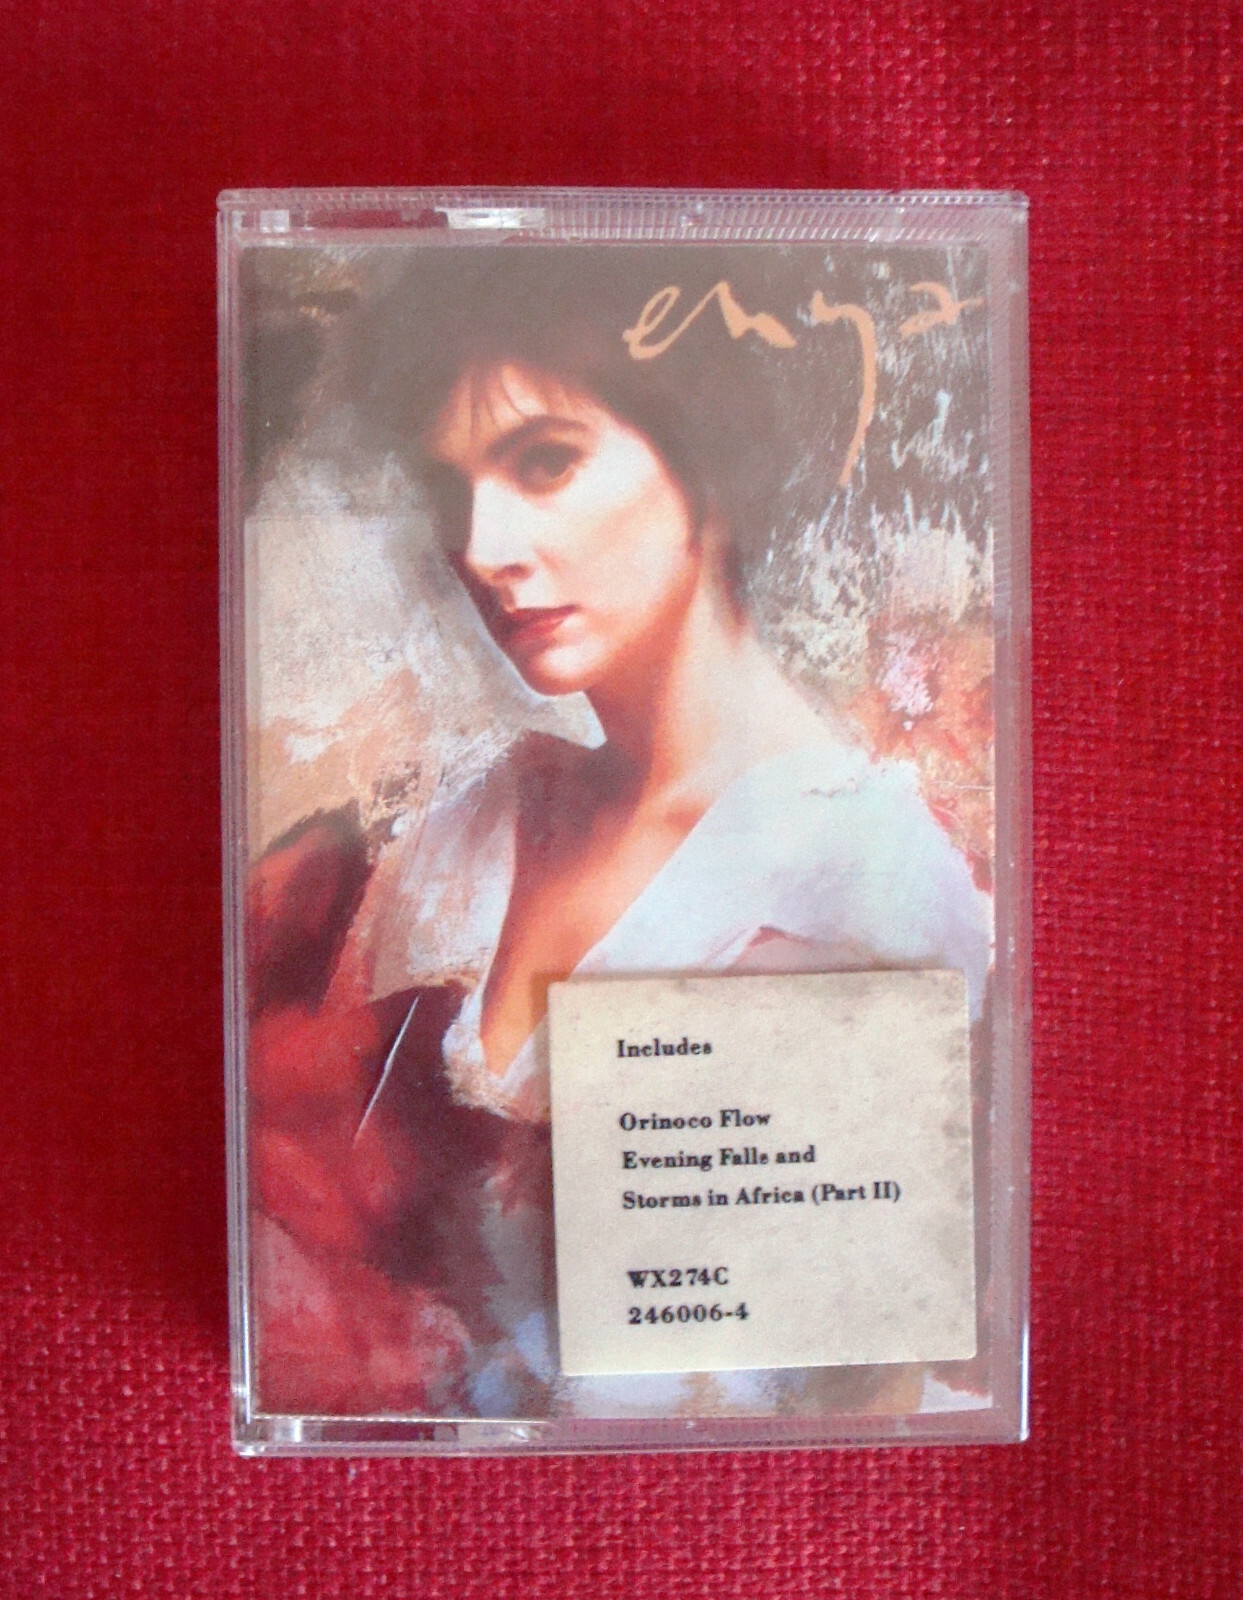 enya
Includes
Orinoco Flow
Evening Falls and
Storms in Africa (Part II)
WX274C
246006-4